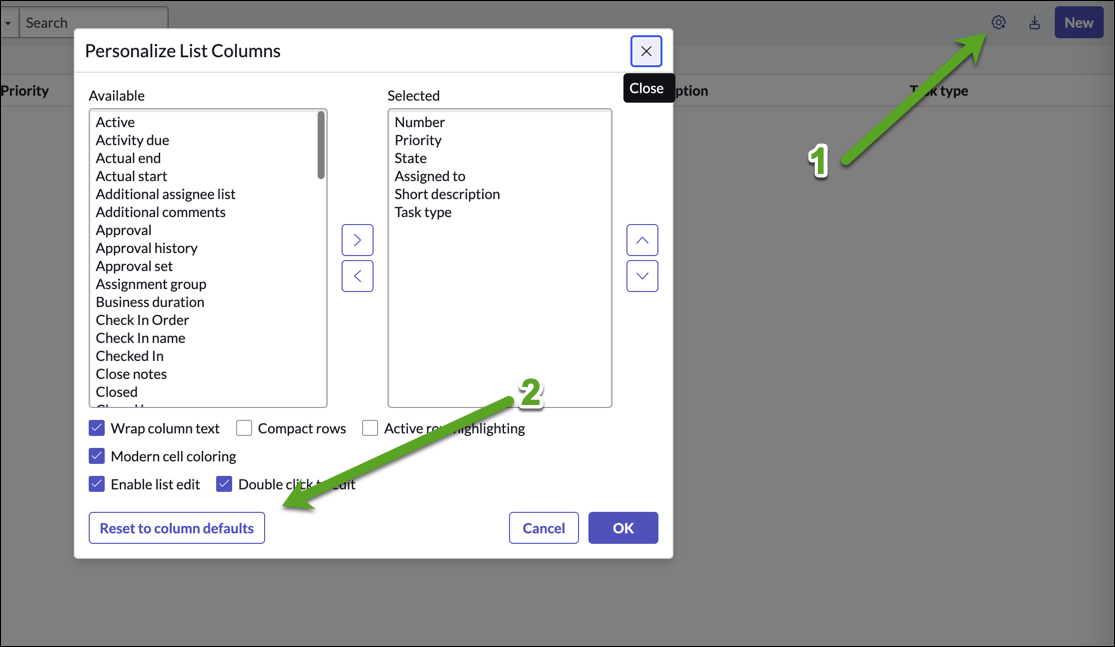 Search
New
Personalize List Columns
Close
Priority
ption
Task type
1
Available
Selected
Active
Activity due
Actual end
Actual start
Additional assignee list
Additional comments
Approval
Approval history
Approval set
Assignment group
Business duration
Check In Order
Check In name
Checked In
Close notes
Closed
Number
Priority
State
Assigned to
Short description
Task type
2
Wrap column text
Compact rows
Active row highlighting
Modern cell coloring
Enable list edit
Double click to edit
Reset to column defaults
Cancel
OK